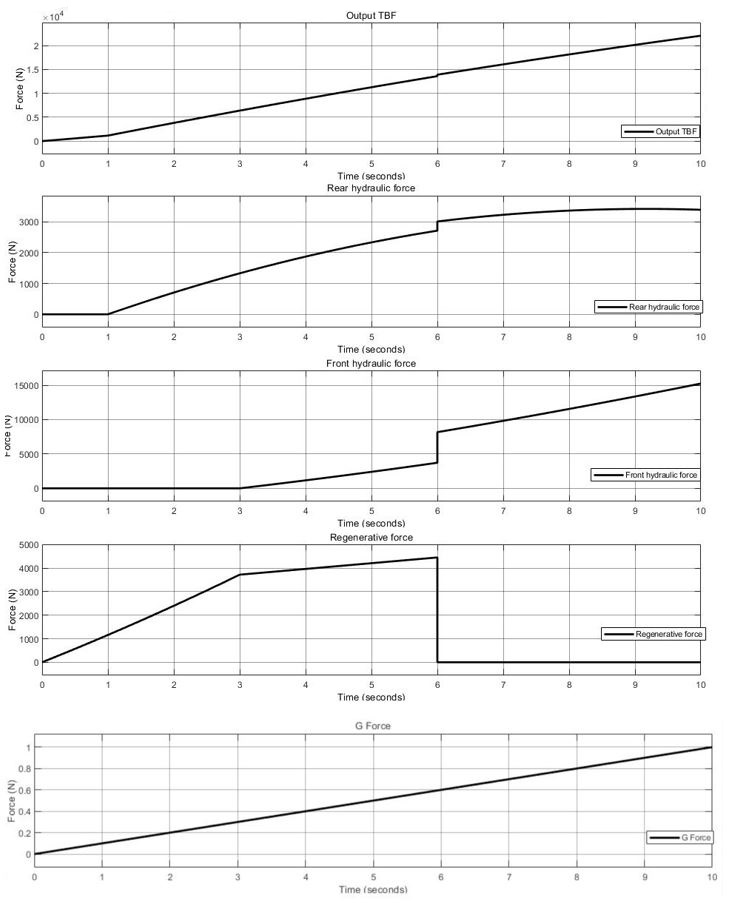 Output TBF
× 10⁴
2
1.5
1
0.5
0
Force (N)
Output TBF
0 1 2 3 4 5 6 7 8 9 10
Time (seconds)
Rear hydraulic force
3000
2000
1000
0
Force (N)
Rear hydraulic force
0 1 2 3 4 5 6 7 8 9 10
Time (seconds)
Front hydraulic force
15000
10000
5000
0
Force (N)
Front hydraulic force
0 1 2 3 4 5 6 7 8 9 10
Time (seconds)
Regenerative force
5000
4000
3000
2000
1000
0
Force (N)
Regenerative force
0 1 2 3 4 5 6 7 8 9 10
Time (seconds)
G Force
1
0.8
0.6
0.4
0.2
0
Force (N)
G Force
0 1 2 3 4 5 6 7 8 9 10
Time (seconds)